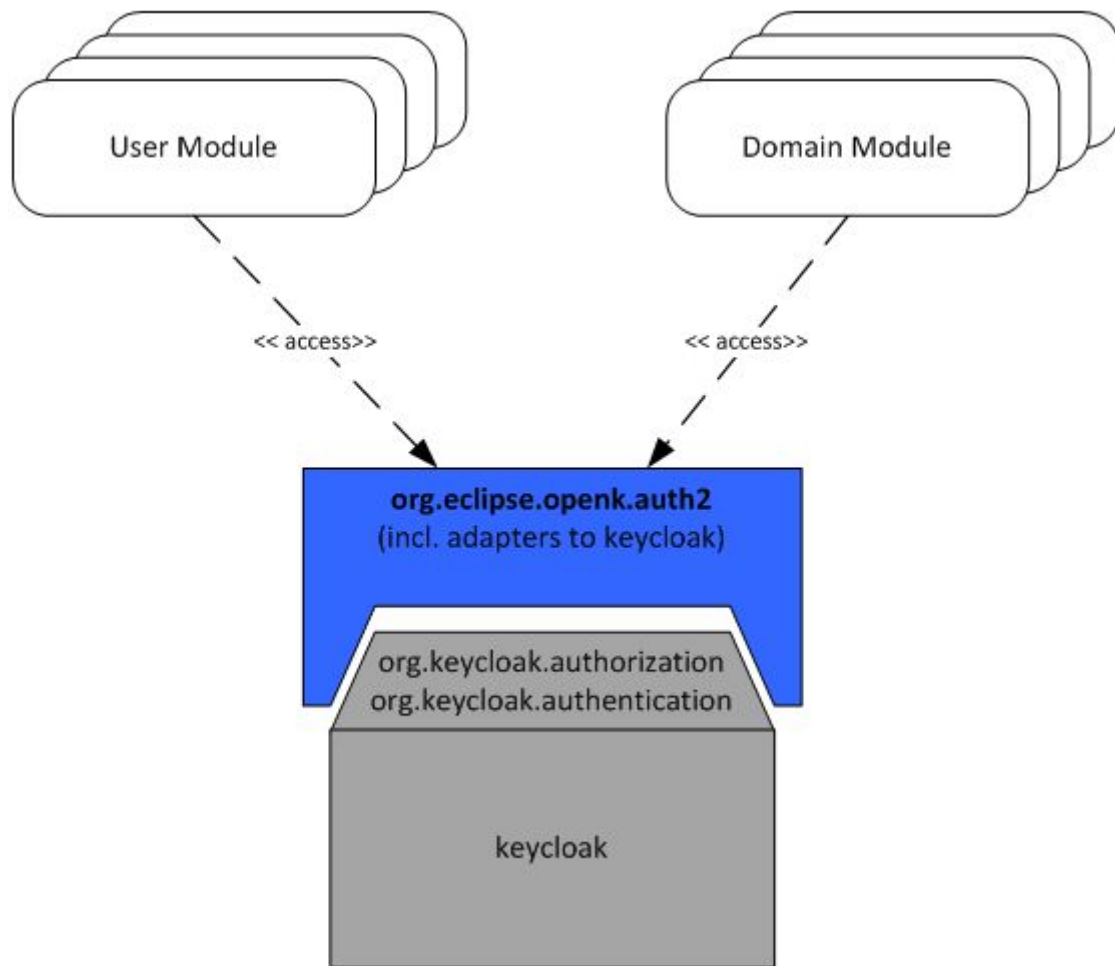 User Module
Domain Module
<< access>>
<< access>>
org.eclipse.openk.auth2
(incl. adapters to keycloak)
org.keycloak.authorization
org.keycloak.authentication
keycloak